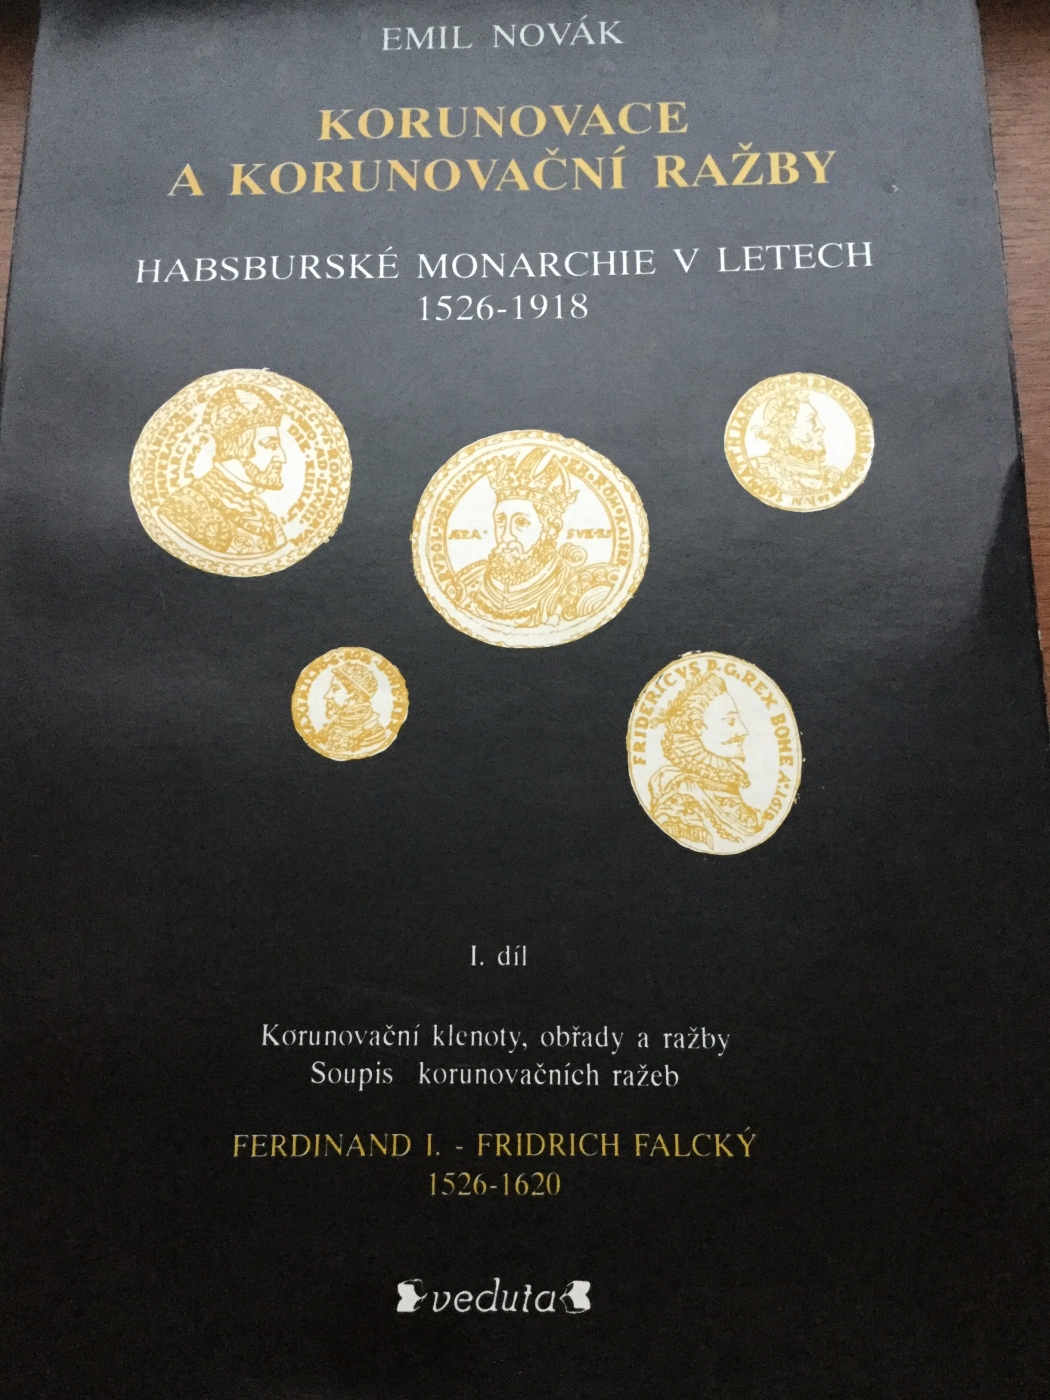 EMIL NOVÁK
KORUNOVACE
A KORUNOVAČNÍ RAŽBY
HABSBURSKÉ MONARCHIE V LETECH
1526-1918
FRIDERICVS D.G. REX BOHE A:1619
I. díl
Korunovační klenoty, obřady a ražby
Soupis korunovačních ražeb
FERDINAND I. - FRIDRICH FALCKÝ
1526-1620
veduta